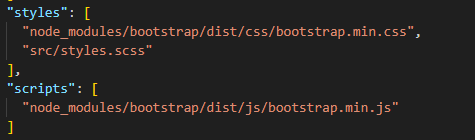 "styles": [
"node_modules/bootstrap/dist/css/bootstrap.min.css",
"src/styles.scss"
],
"scripts": [
"node_modules/bootstrap/dist/js/bootstrap.min.js"
]